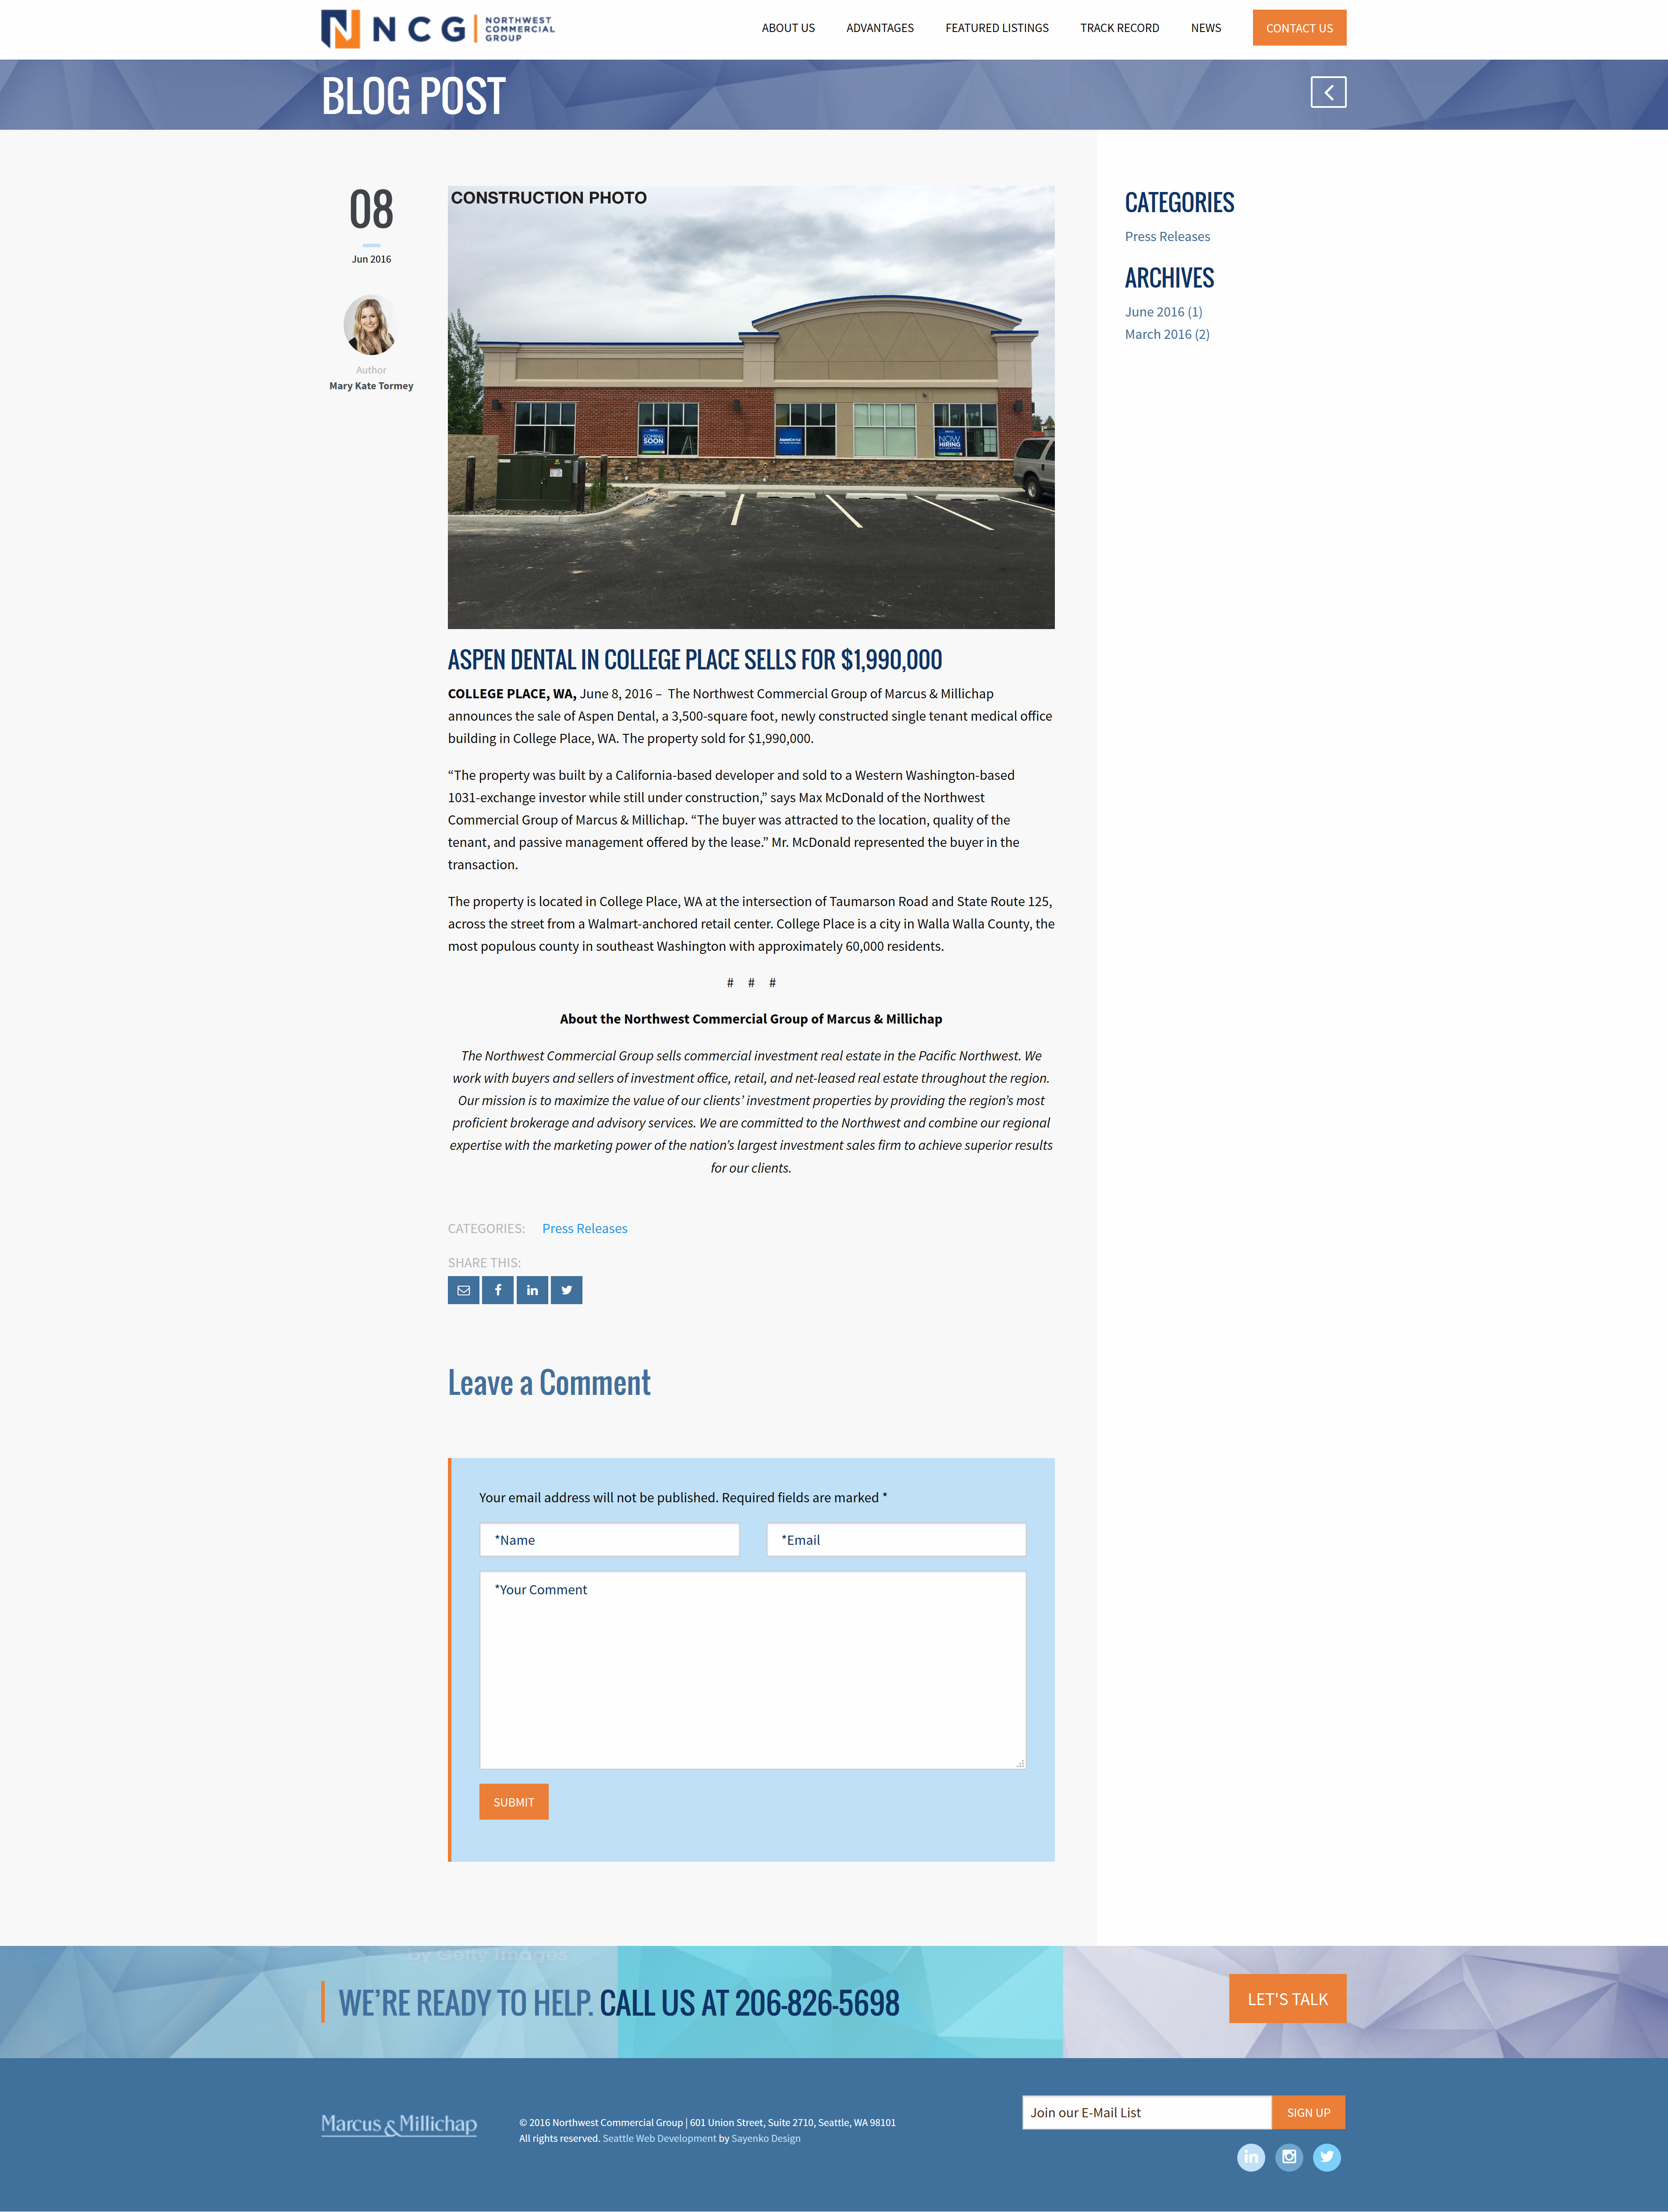 NCG NORTHWEST
COMMERCIAL
GROUP
ABOUT US ADVANTAGES FEATURED LISTINGS TRACK RECORD NEWS CONTACT US
BLOG POST
08
Jun 2016
Author
Mary Kate Tormey
CONSTRUCTION PHOTO
COMING
SOON
AspenDental
NOW
HIRING
ASPEN DENTAL IN COLLEGE PLACE SELLS FOR $1,990,000
COLLEGE PLACE, WA, June 8, 2016 – The Northwest Commercial Group of Marcus & Millichap
announces the sale of Aspen Dental, a 3,500-square foot, newly constructed single tenant medical office
building in College Place, WA. The property sold for $1,990,000.
“The property was built by a California-based developer and sold to a Western Washington-based
1031-exchange investor while still under construction,” says Max McDonald of the Northwest
Commercial Group of Marcus & Millichap. “The buyer was attracted to the location, quality of the
tenant, and passive management offered by the lease.” Mr. McDonald represented the buyer in the
transaction.
The property is located in College Place, WA at the intersection of Taumarson Road and State Route 125,
across the street from a Walmart-anchored retail center. College Place is a city in Walla Walla County, the
most populous county in southeast Washington with approximately 60,000 residents.
# # #
About the Northwest Commercial Group of Marcus & Millichap
The Northwest Commercial Group sells commercial investment real estate in the Pacific Northwest. We
work with buyers and sellers of investment office, retail, and net-leased real estate throughout the region.
Our mission is to maximize the value of our clients’ investment properties by providing the region’s most
proficient brokerage and advisory services. We are committed to the Northwest and combine our regional
expertise with the marketing power of the nation’s largest investment sales firm to achieve superior results
for our clients.
CATEGORIES: Press Releases
SHARE THIS:
Leave a Comment
Your email address will not be published. Required fields are marked *
*Name *Email
*Your Comment
SUBMIT
CATEGORIES
Press Releases
ARCHIVES
June 2016 (1)
March 2016 (2)
by Getty Images
WE’RE READY TO HELP. CALL US AT 206-826-5698
LET'S TALK
Marcus & Millichap
© 2016 Northwest Commercial Group | 601 Union Street, Suite 2710, Seattle, WA 98101
All rights reserved. Seattle Web Development by Sayenko Design
Join our E-Mail List SIGN UP